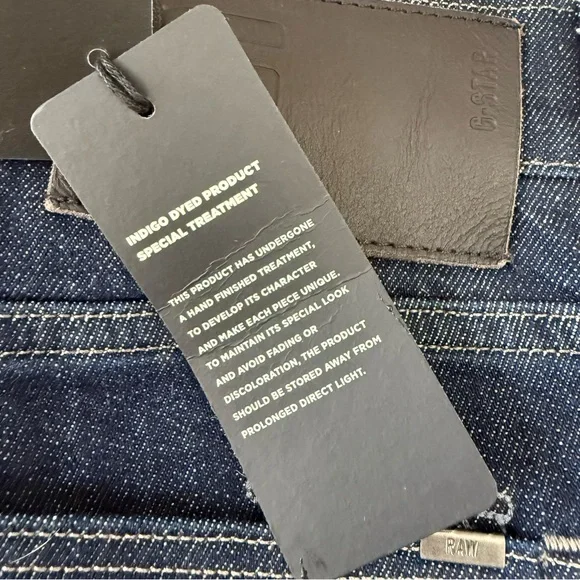 G-STAR
INDIGO DYED PRODUCT
SPECIAL TREATMENT
THIS PRODUCT HAS UNDERGONE
A HAND FINISHED TREATMENT,
TO DEVELOP ITS CHARACTER
AND MAKE EACH PIECE UNIQUE.
TO MAINTAIN ITS SPECIAL LOOK
AND AVOID FADING OR
DISCOLORATION, THE PRODUCT
SHOULD BE STORED AWAY FROM
PROLONGED DIRECT LIGHT.
RAW